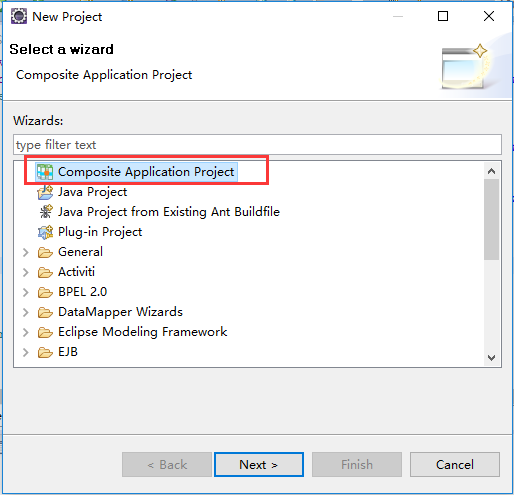 New Project
Select a wizard
Composite Application Project
Wizards:
type filter text
Composite Application Project
Java Project
Java Project from Existing Ant Buildfile
Plug-in Project
General
Activiti
BPEL 2.0
DataMapper Wizards
Eclipse Modeling Framework
EJB
< Back
Next >
Finish
Cancel